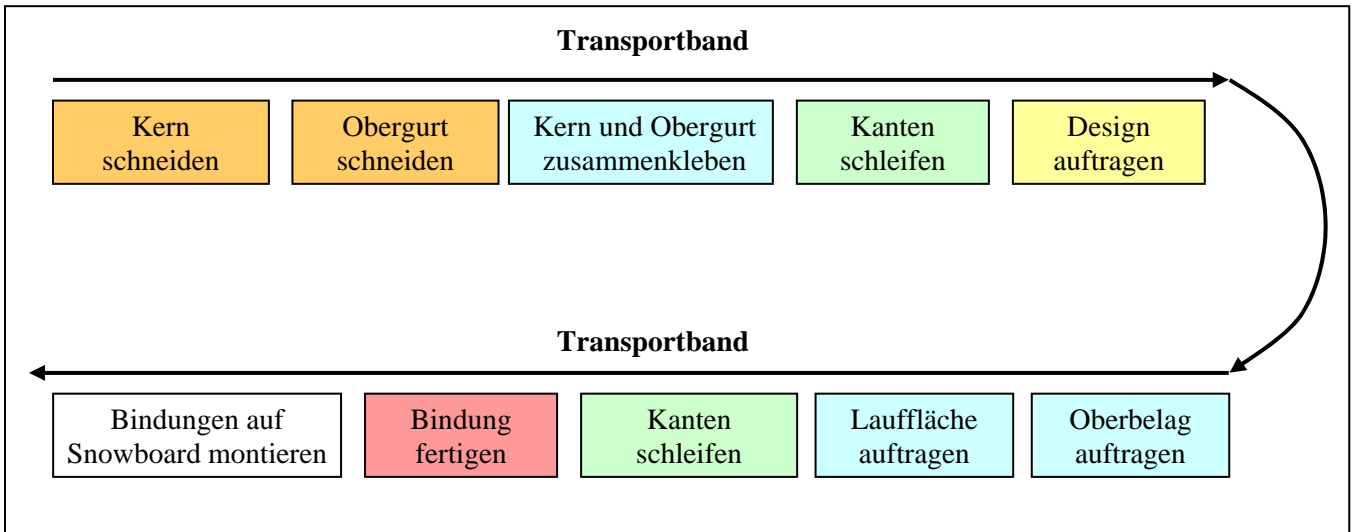 Transportband
Kern
schneiden
Obergurt
schneiden
Kern und Obergurt
zusammenkleben
Kanten
schleifen
Design
auftragen
Transportband
Bindungen auf
Snowboard montieren
Bindung
fertigen
Kanten
schleifen
Lauffläche
auftragen
Oberbelag
auftragen